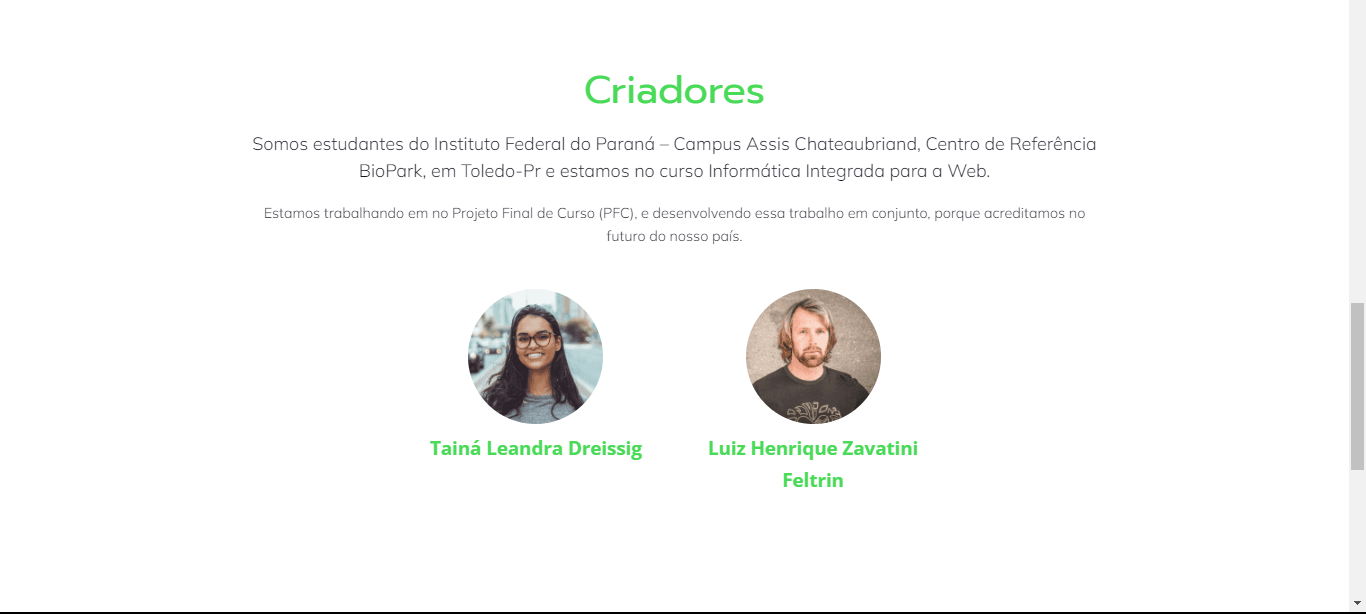 Criadores
Somos estudantes do Instituto Federal do Paraná – Campus Assis Chateaubriand, Centro de Referência
BioPark, em Toledo-Pr e estamos no curso Informática Integrada para a Web.
Estamos trabalhando em no Projeto Final de Curso (PFC), e desenvolvendo essa trabalho em conjunto, porque acreditamos no
futuro do nosso país.
Tainá Leandra Dreissig
Luiz Henrique Zavatini
Feltrin